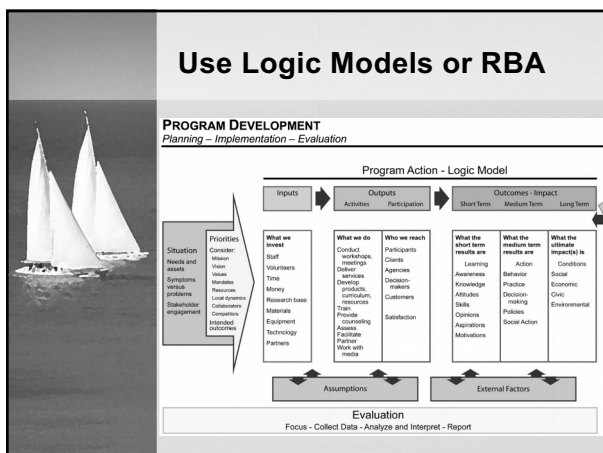 Use Logic Models or RBA
PROGRAM DEVELOPMENT
Planning – Implementation – Evaluation
Program Action - Logic Model
Inputs
Outputs
Activities Participation
Outcomes - Impact
Short Term Medium Term Long Term
Situation
Needs and
assets
Symptoms
versus
problems
Stakeholder
engagement
Priorities
Consider:
Mission
Vision
Values
Mandates
Resources
Local dynamics
Collaborators
Competitors
Intended
outcomes
What we
invest
Staff
Volunteers
Time
Money
Research base
Materials
Equipment
Technology
Partners
What we do
Conduct
workshops,
meetings
Deliver
services
Develop
products,
curriculum,
resources
Train
Provide
counseling
Assess
Facilitate
Partner
Work with
media
Who we reach
Participants
Clients
Agencies
Decision-
makers
Customers
Satisfaction
What the
short term
results are
Learning
Awareness
Knowledge
Attitudes
Skills
Opinions
Aspirations
Motivations
What the
medium term
results are
Action
Behavior
Practice
Decision-
making
Policies
Social Action
What the
ultimate
impact(s) is
Conditions
Social
Economic
Civic
Environmental
Assumptions
External Factors
Evaluation
Focus - Collect Data - Analyze and Interpret - Report